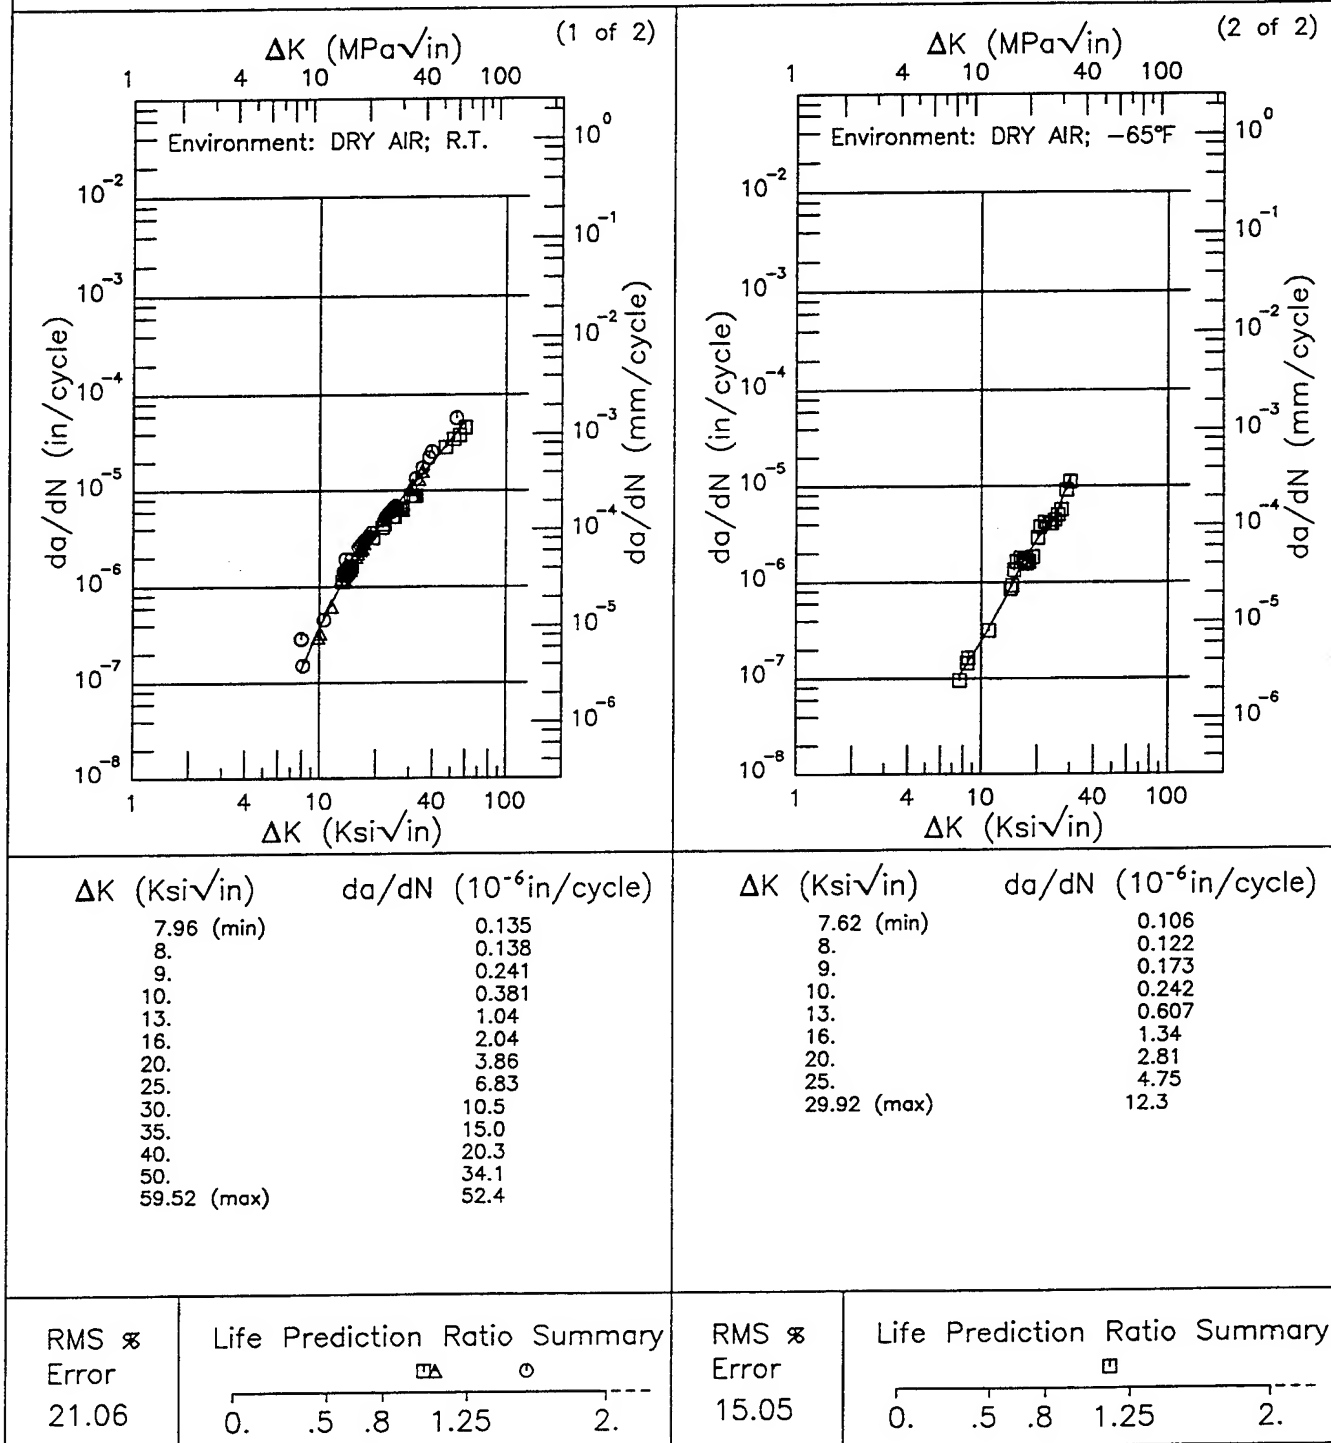 (1 of 2)
ΔK (MPa√in)
1 4 10 40 100
Environment: DRY AIR; R.T.
10⁰
10⁻²
10⁻¹
10⁻³
10⁻²
10⁻⁴
10⁻³
10⁻⁵
10⁻⁴
10⁻⁶
10⁻⁵
10⁻⁷
10⁻⁶
10⁻⁸
da/dN (in/cycle)
da/dN (mm/cycle)
1 4 10 40 100
ΔK (Ksi√in)
(2 of 2)
ΔK (MPa√in)
1 4 10 40 100
Environment: DRY AIR; -65°F
10⁰
10⁻²
10⁻¹
10⁻³
10⁻²
10⁻⁴
10⁻³
10⁻⁵
10⁻⁴
10⁻⁶
10⁻⁵
10⁻⁷
10⁻⁶
10⁻⁸
da/dN (in/cycle)
da/dN (mm/cycle)
1 4 10 40 100
ΔK (Ksi√in)
ΔK (Ksi√in) da/dN (10⁻⁶in/cycle)
7.96 (min) 0.135
8. 0.138
9. 0.241
10. 0.381
13. 1.04
16. 2.04
20. 3.86
25. 6.83
30. 10.5
35. 15.0
40. 20.3
50. 34.1
59.52 (max) 52.4
ΔK (Ksi√in) da/dN (10⁻⁶in/cycle)
7.62 (min) 0.106
8. 0.122
9. 0.173
10. 0.242
13. 0.607
16. 1.34
20. 2.81
25. 4.75
29.92 (max) 12.3
RMS %
Error
21.06
Life Prediction Ratio Summary
0. .5 .8 1.25 2.
RMS %
Error
15.05
Life Prediction Ratio Summary
0. .5 .8 1.25 2.